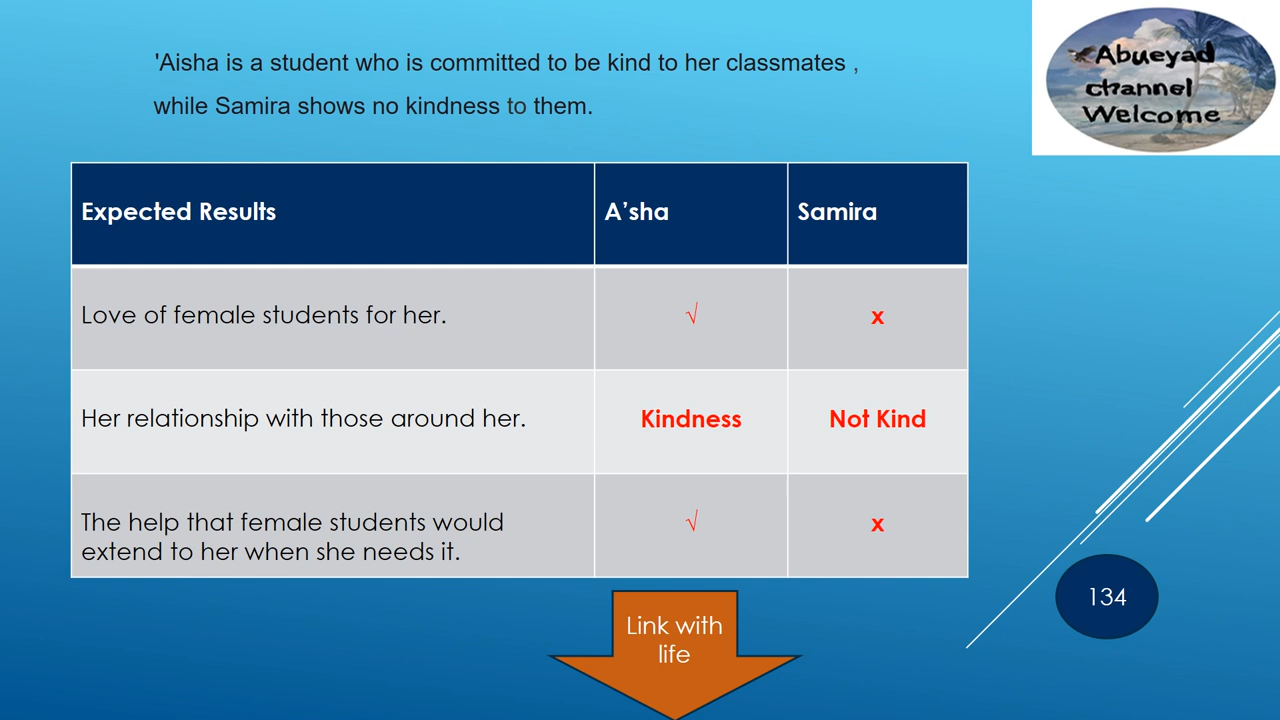 'Aisha is a student who is committed to be kind to her classmates ,
while Samira shows no kindness to them.
Abueyad
channel
Welcome
Expected Results
A’sha
Samira
Love of female students for her.
√
x
Her relationship with those around her.
Kindness
Not Kind
The help that female students would
extend to her when she needs it.
√
x
134
Link with
life